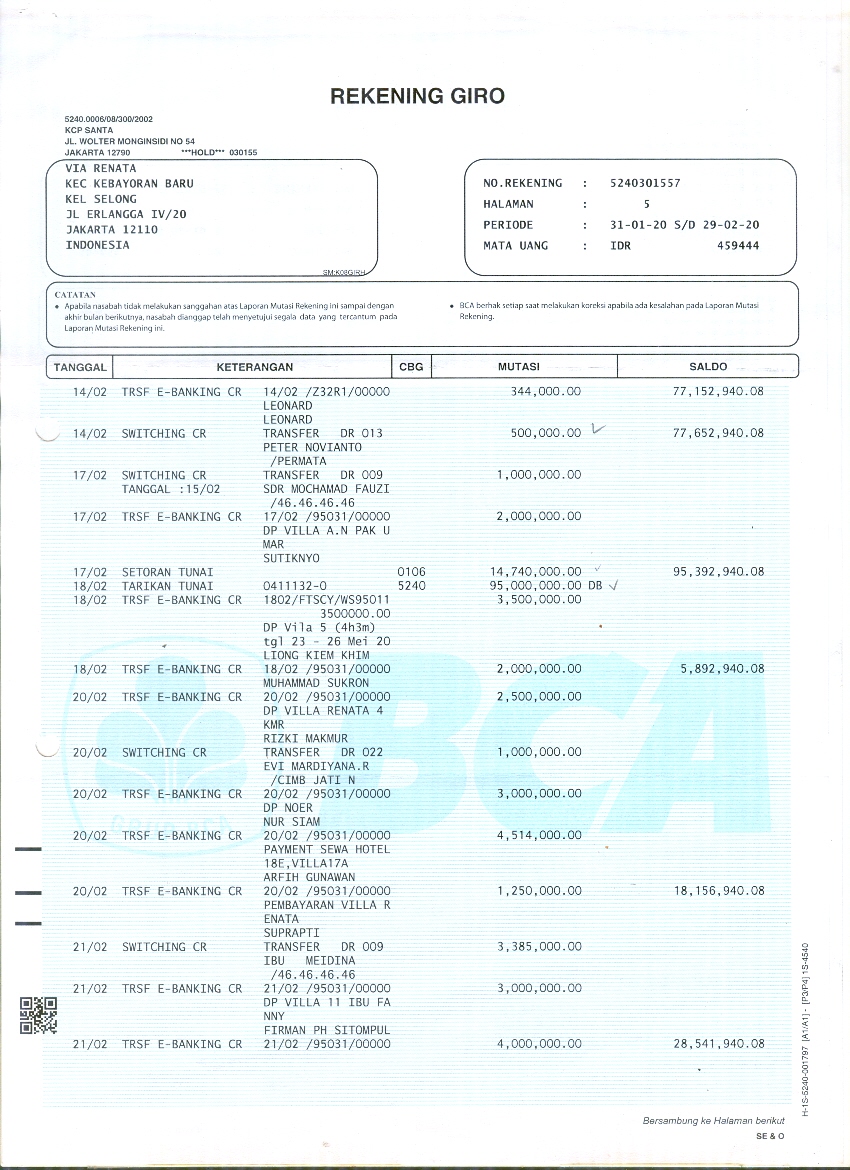 REKENING GIRO
5240.0006/08/300/2002
KCP SANTA
JL. WOLTER MONGINSIDI NO 54
JAKARTA 12790 ***HOLD*** 030155
VIA RENATA
KEC KEBAYORAN BARU
KEL SELONG
JL ERLANGGA IV/20
JAKARTA 12110
INDONESIA
SM:K08GIRH
NO.REKENING : 5240301557
HALAMAN : 5
PERIODE : 31-01-20 S/D 29-02-20
MATA UANG : IDR 459444
CATATAN
• Apabila nasabah tidak melakukan sanggahan atas Laporan Mutasi Rekening ini sampai dengan
akhir bulan berikutnya, nasabah dianggap telah menyetujui segala data yang tercantum pada
Laporan Mutasi Rekening ini.
• BCA berhak setiap saat melakukan koreksi apabila ada kesalahan pada Laporan Mutasi
Rekening.
TANGGAL KETERANGAN CBG MUTASI SALDO
14/02 TRSF E-BANKING CR 14/02 /Z32R1/00000 344,000.00 77,152,940.08
LEONARD
LEONARD
14/02 SWITCHING CR TRANSFER DR 013 500,000.00 77,652,940.08
PETER NOVIANTO
/PERMATA
17/02 SWITCHING CR TRANSFER DR 009 1,000,000.00
TANGGAL :15/02 SDR MOCHAMAD FAUZI
/46.46.46.46
17/02 TRSF E-BANKING CR 17/02 /95031/00000 2,000,000.00
DP VILLA A.N PAK U
MAR
SUTIKNYO
17/02 SETORAN TUNAI 0106 14,740,000.00 95,392,940.08
18/02 TARIKAN TUNAI 0411132-0 5240 95,000,000.00 DB
18/02 TRSF E-BANKING CR 1802/FTSCY/WS95011 3,500,000.00
3500000.00
DP Vila 5 (4h3m)
tgl 23 - 26 Mei 20
LIONG KIEM KHIM
18/02 TRSF E-BANKING CR 18/02 /95031/00000 2,000,000.00 5,892,940.08
MUHAMMAD SUKRON
20/02 TRSF E-BANKING CR 20/02 /95031/00000 2,500,000.00
DP VILLA RENATA 4
KMR
RIZKI MAKMUR
20/02 SWITCHING CR TRANSFER DR 022 1,000,000.00
EVI MARDIYANA.R
/CIMB JATI N
20/02 TRSF E-BANKING CR 20/02 /95031/00000 3,000,000.00
DP NOER
NUR SIAM
20/02 TRSF E-BANKING CR 20/02 /95031/00000 4,514,000.00
PAYMENT SEWA HOTEL
18E,VILLA17A
ARFIH GUNAWAN
20/02 TRSF E-BANKING CR 20/02 /95031/00000 1,250,000.00 18,156,940.08
PEMBAYARAN VILLA R
ENATA
SUPRAPTI
21/02 SWITCHING CR TRANSFER DR 009 3,385,000.00
IBU MEIDINA
/46.46.46.46
21/02 TRSF E-BANKING CR 21/02 /95031/00000 3,000,000.00
DP VILLA 11 IBU FA
NNY
FIRMAN PH SITOMPUL
21/02 TRSF E-BANKING CR 21/02 /95031/00000 4,000,000.00 28,541,940.08
BCA
H-1S-5240-001797 [A1/A1] - [P3/P4] 1S-4540
Bersambung ke Halaman berikut
SE & O